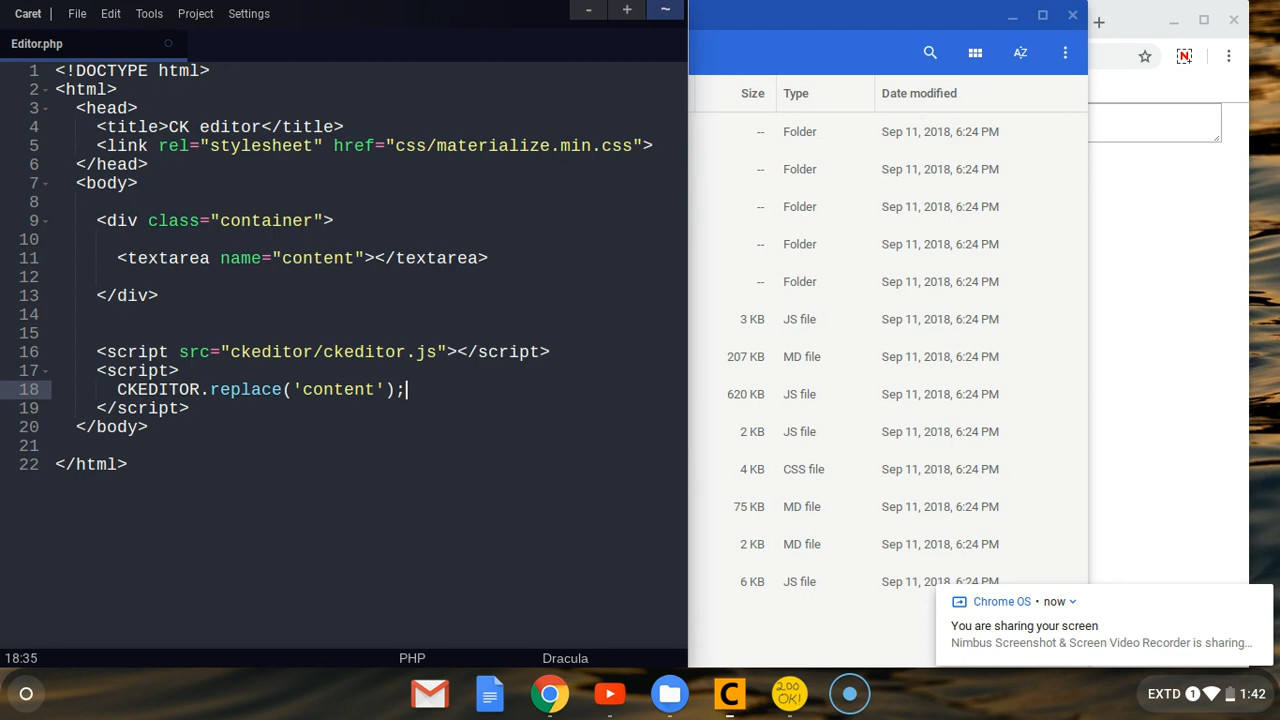 Caret File Edit Tools Project Settings - + ~
Editor.php
1 <!DOCTYPE html>
2 <html>
3 <head>
4 <title>CK editor</title>
5 <link rel="stylesheet" href="css/materialize.min.css">
6 </head>
7 <body>
8
9 <div class="container">
10
11 <textarea name="content"></textarea>
12
13 </div>
14
15
16 <script src="ckeditor/ckeditor.js"></script>
17 <script>
18 CKEDITOR.replace('content');
19 </script>
20 </body>
21
22 </html>
18:35 PHP Dracula
AZ
Size Type Date modified
-- Folder Sep 11, 2018, 6:24 PM
-- Folder Sep 11, 2018, 6:24 PM
-- Folder Sep 11, 2018, 6:24 PM
-- Folder Sep 11, 2018, 6:24 PM
-- Folder Sep 11, 2018, 6:24 PM
3 KB JS file Sep 11, 2018, 6:24 PM
207 KB MD file Sep 11, 2018, 6:24 PM
620 KB JS file Sep 11, 2018, 6:24 PM
2 KB JS file Sep 11, 2018, 6:24 PM
4 KB CSS file Sep 11, 2018, 6:24 PM
75 KB MD file Sep 11, 2018, 6:24 PM
2 KB MD file Sep 11, 2018, 6:24 PM
6 KB JS file Sep 11, 2018, 6:24 PM
N
Chrome OS • now
You are sharing your screen
Nimbus Screenshot & Screen Video Recorder is sharing...
C
200 OK!
EXTD 1 1:42